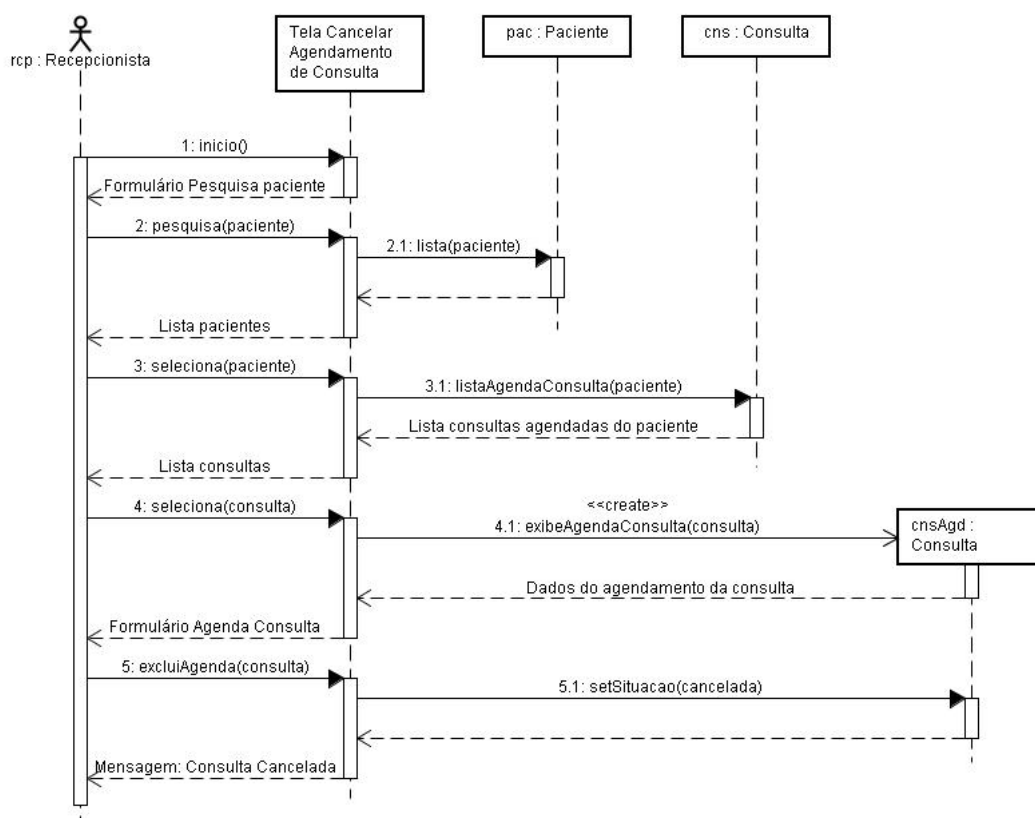 rcp : Recepcionista
Tela Cancelar
Agendamento
de Consulta
pac : Paciente
cns : Consulta
1: inicio()
Formulário Pesquisa paciente
2: pesquisa(paciente)
2.1: lista(paciente)
Lista pacientes
3: seleciona(paciente)
3.1: listaAgendaConsulta(paciente)
Lista consultas agendadas do paciente
Lista consultas
4: seleciona(consulta)
<<create>>
4.1: exibeAgendaConsulta(consulta)
cnsAgd :
Consulta
Dados do agendamento da consulta
Formulário Agenda Consulta
5: excluiAgenda(consulta)
5.1: setSituacao(cancelada)
Mensagem: Consulta Cancelada